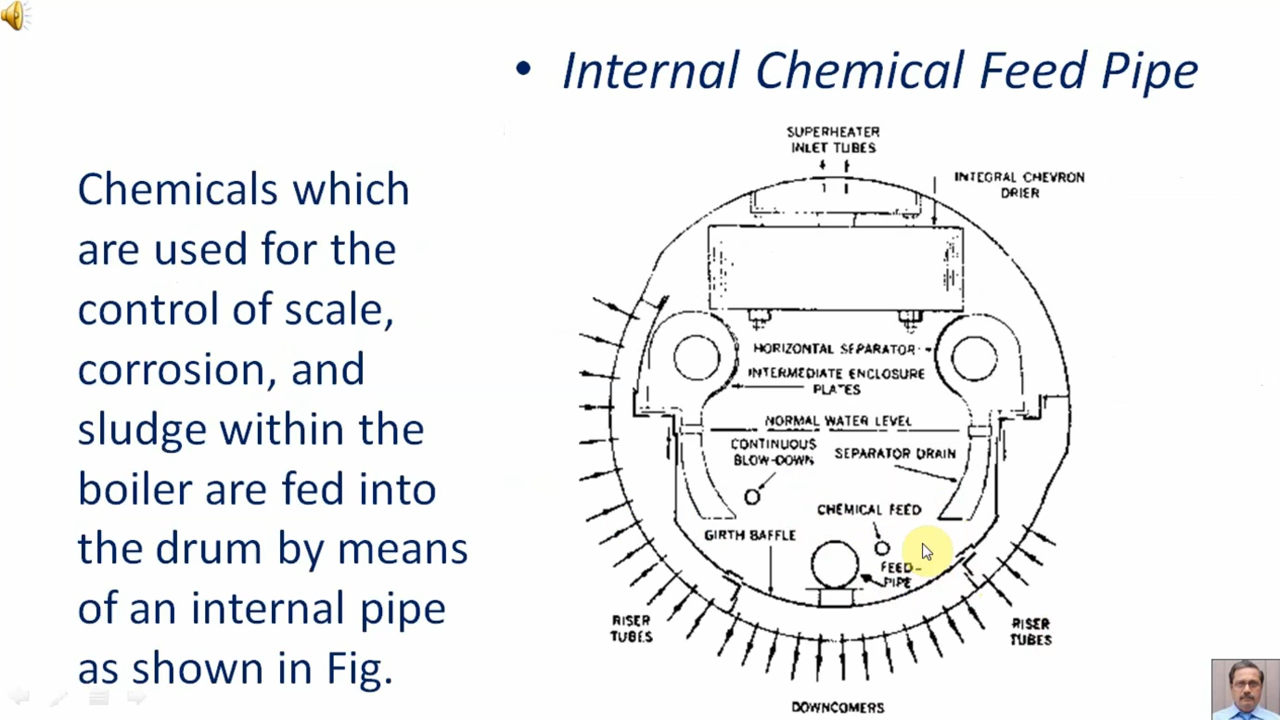 • Internal Chemical Feed Pipe
Chemicals which
are used for the
control of scale,
corrosion, and
sludge within the
boiler are fed into
the drum by means
of an internal pipe
as shown in Fig.
SUPERHEATER
INLET TUBES
INTEGRAL CHEVRON
DRIER
HORIZONTAL SEPARATOR
INTERMEDIATE ENCLOSURE
PLATES
NORMAL WATER LEVEL
CONTINUOUS
BLOW-DOWN
SEPARATOR DRAIN
CHEMICAL FEED
GIRTH BAFFLE
FEED-
PIPE
RISER
TUBES
RISER
TUBES
DOWNCOMERS